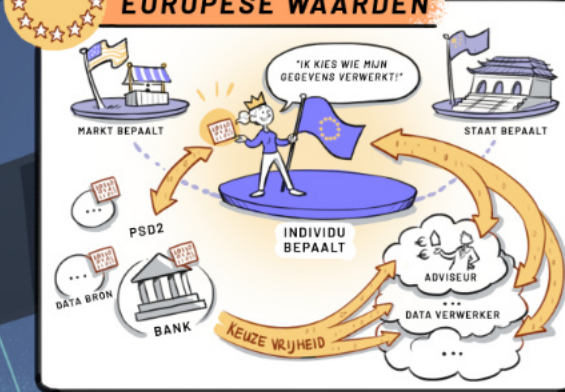 EUROPESE WAARDEN
"IK KIES WIE MIJN
GEGEVENS VERWERKT!"
MARKT BEPAALT
STAAT BEPAALT
INDIVIDU
BEPAALT
PSD2
...
...
DATA BRON
BANK
KEUZE VRIJHEID
€
€
ADVISEUR
...
DATA VERWERKER
...